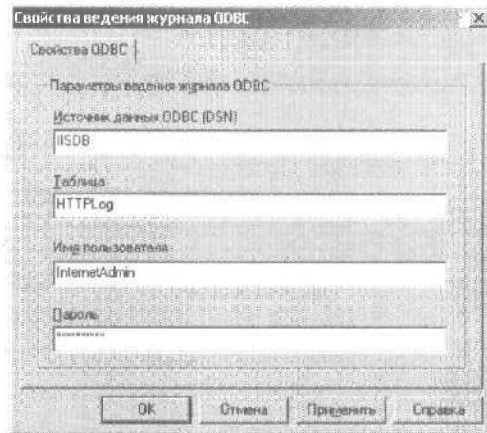 Свойства ведения журнала ODBC
Свойства ODBC
Параметры ведения журнала ODBC
Источник данных ODBC (DSN)
IISDB
Таблица
HTTPLog
Имя пользователя
InternetAdmin
Пароль
**********
OK
Отмена
Применить
Справка